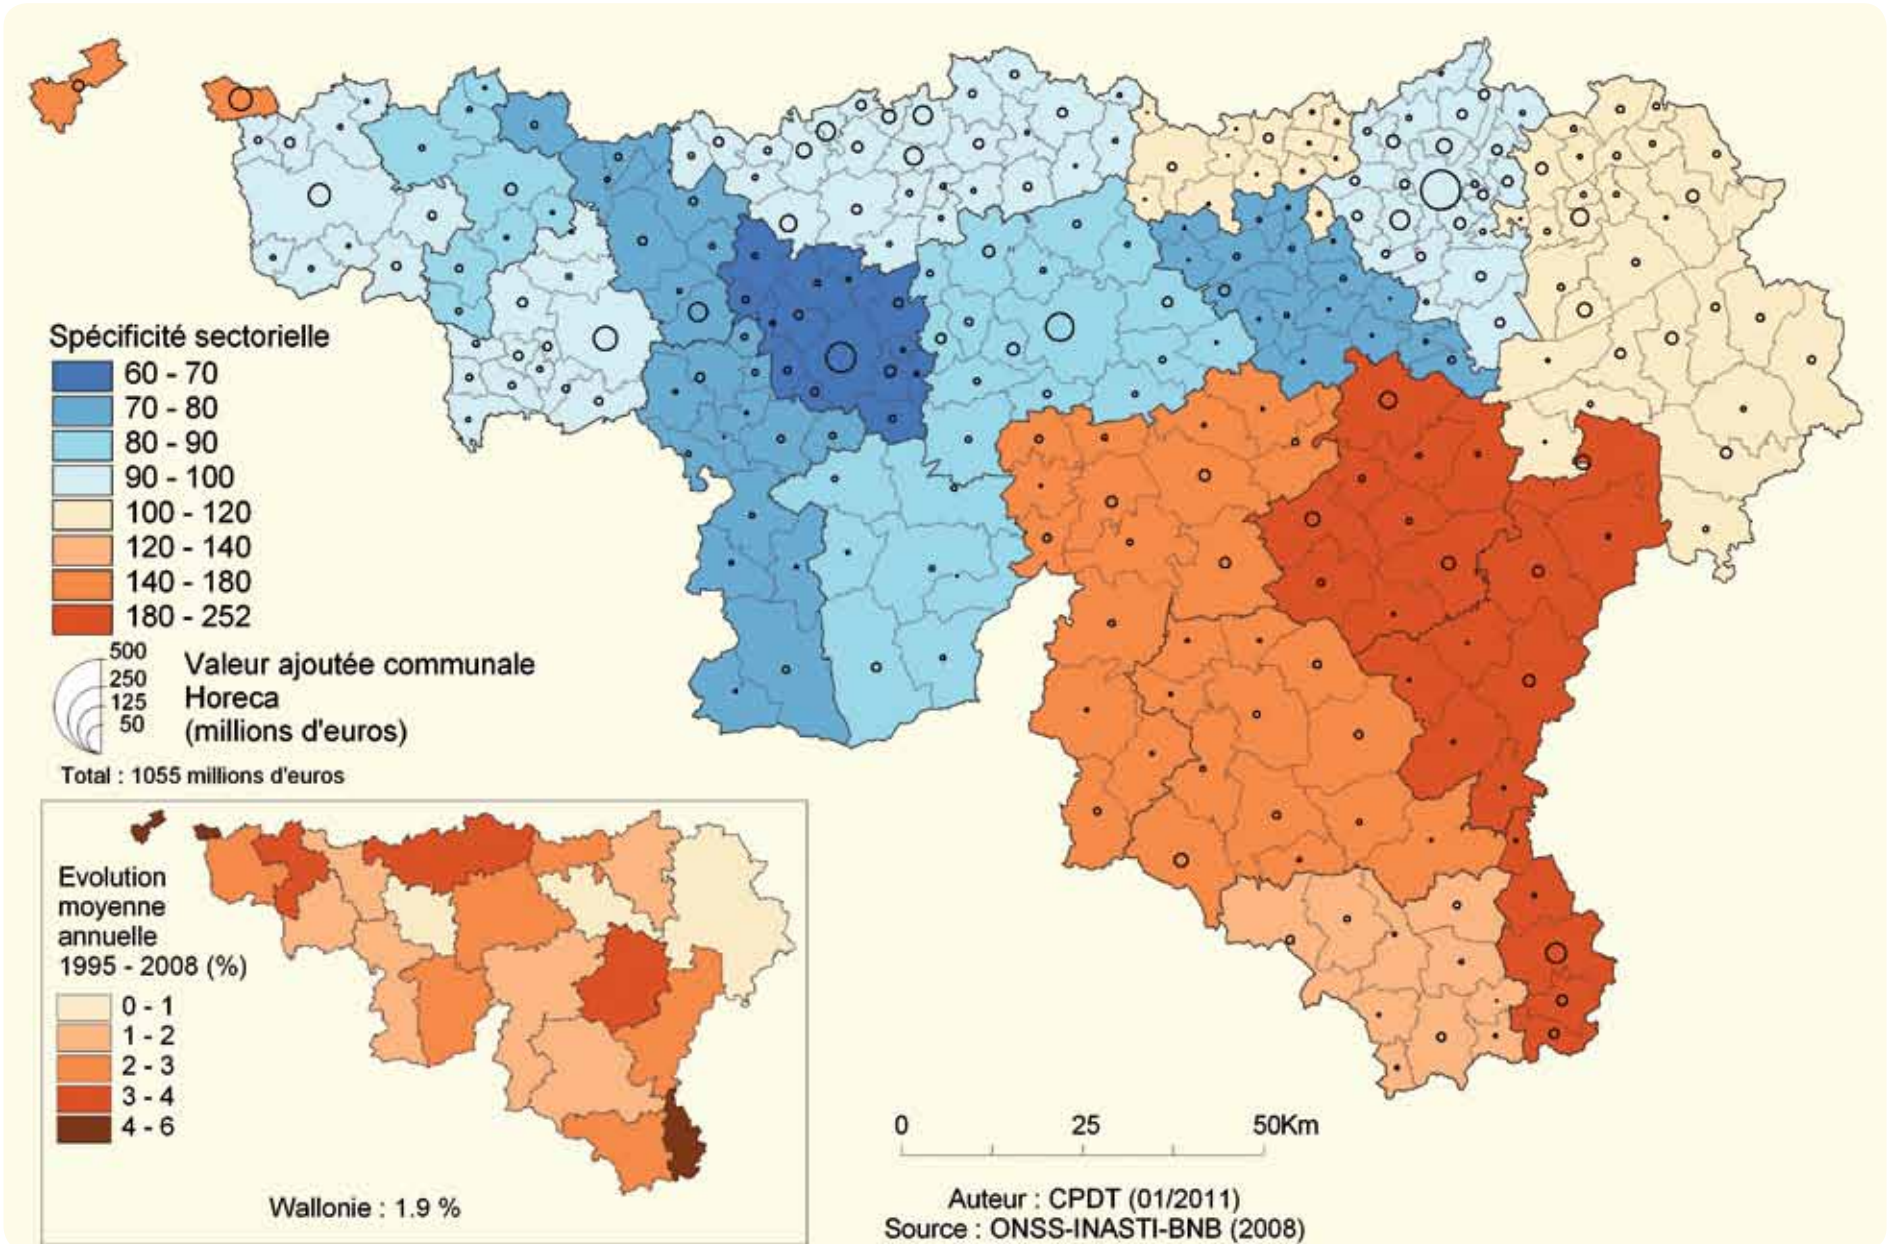 Spécificité sectorielle
60 - 70
70 - 80
80 - 90
90 - 100
100 - 120
120 - 140
140 - 180
180 - 252
500
250
125
50
Valeur ajoutée communale
Horeca
(millions d'euros)
Total : 1055 millions d'euros
Evolution
moyenne
annuelle
1995 - 2008 (%)
0 - 1
1 - 2
2 - 3
3 - 4
4 - 6
Wallonie : 1.9 %
0 25 50Km
Auteur : CPDT (01/2011)
Source : ONSS-INASTI-BNB (2008)